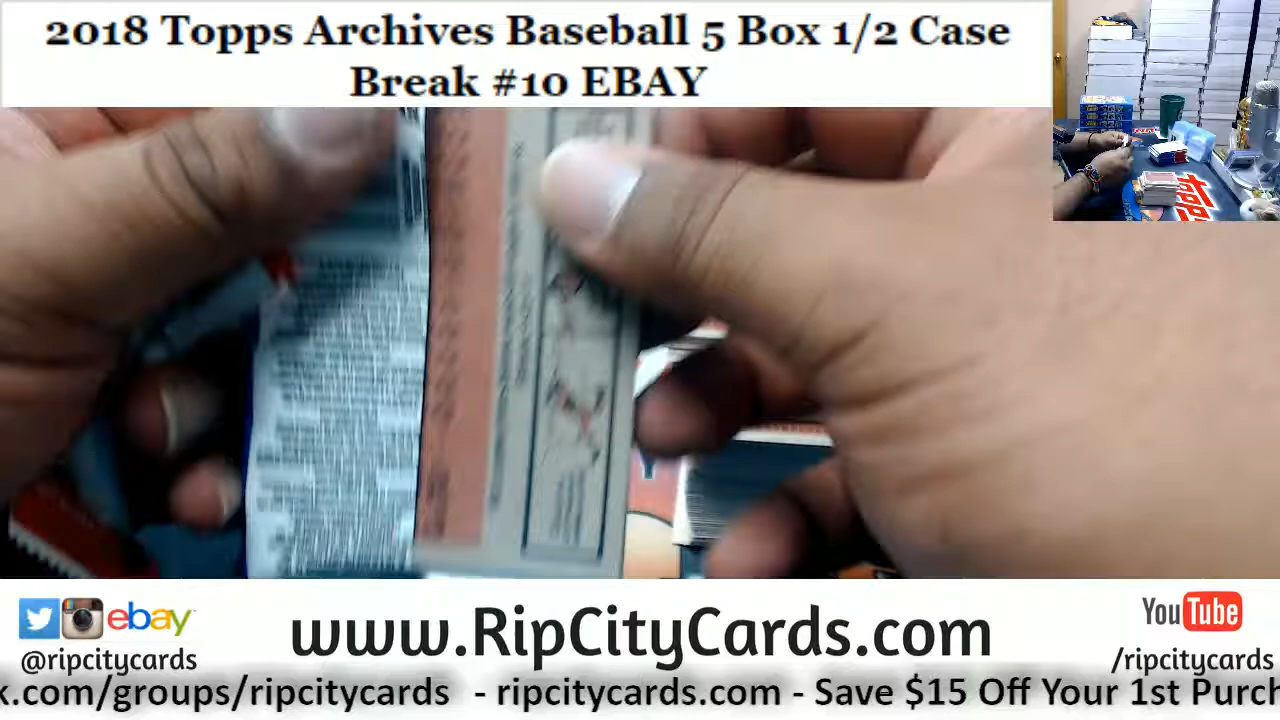 2018 Topps Archives Baseball 5 Box 1/2 Case
Break #10 EBAY
Topps
ebay
@ripcitycards
www.RipCityCards.com
YouTube
/ripcitycards
k.com/groups/ripcitycards - ripcitycards.com - Save $15 Off Your 1st Purch